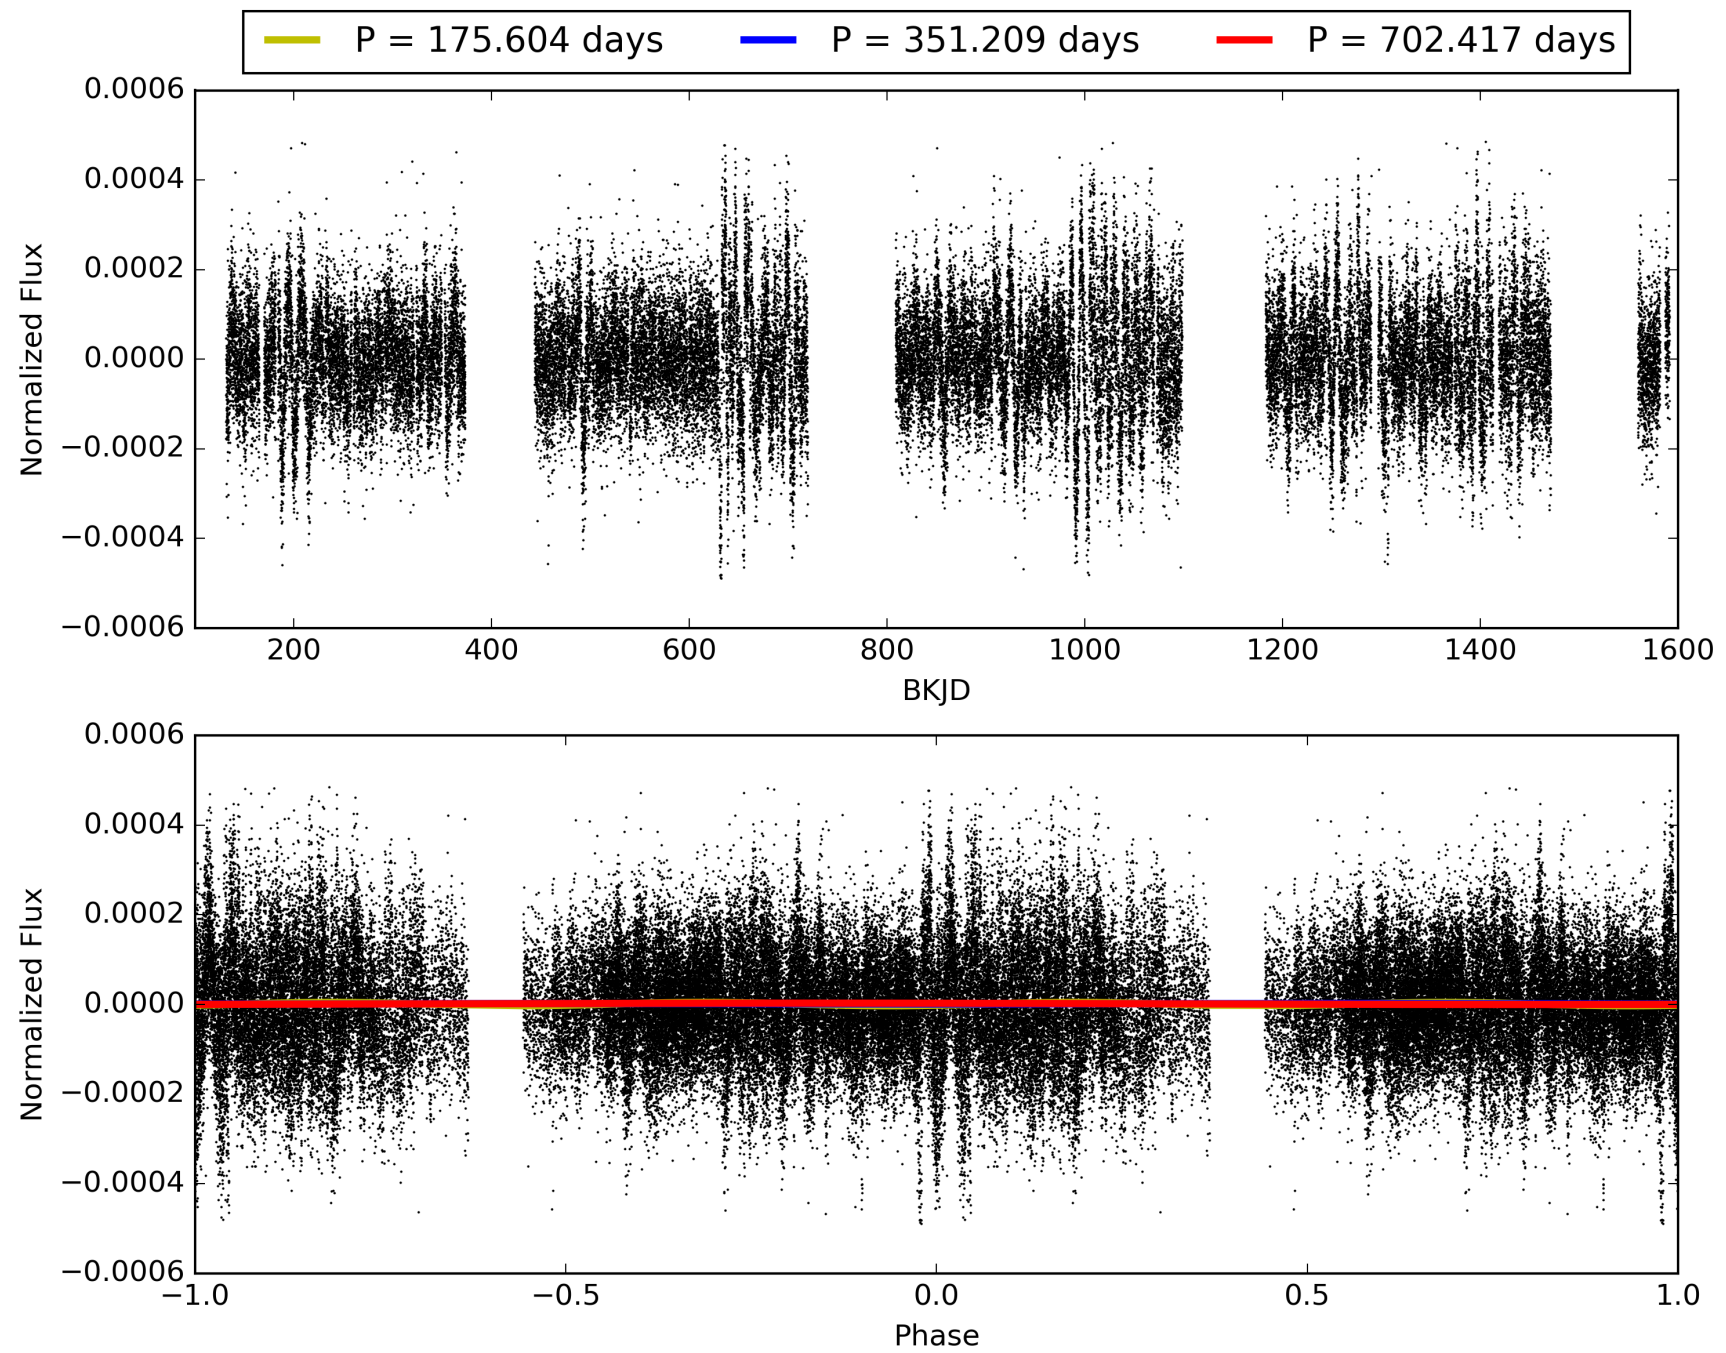 P = 175.604 days P = 351.209 days P = 702.417 days
0.0006
0.0004
0.0002
0.0000
−0.0002
−0.0004
−0.0006
Normalized Flux
200 400 600 800 1000 1200 1400 1600
BKJD
0.0006
0.0004
0.0002
0.0000
−0.0002
−0.0004
−0.0006
Normalized Flux
−1.0 −0.5 0.0 0.5 1.0
Phase